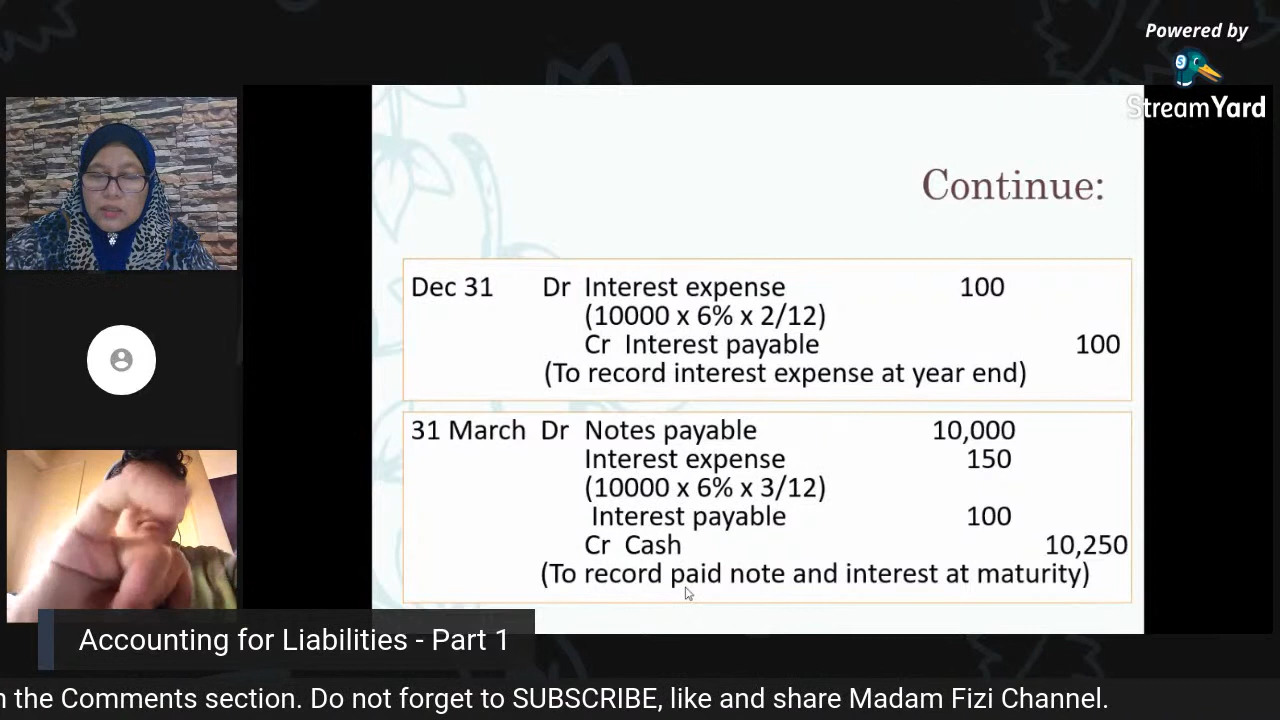 Powered by
StreamYard
Continue:
Dec 31 Dr Interest expense 100
(10000 x 6% x 2/12)
Cr Interest payable 100
(To record interest expense at year end)
31 March Dr Notes payable 10,000
Interest expense 150
(10000 x 6% x 3/12)
Interest payable 100
Cr Cash 10,250
(To record paid note and interest at maturity)
Accounting for Liabilities - Part 1
the Comments section. Do not forget to SUBSCRIBE, like and share Madam Fizi Channel.